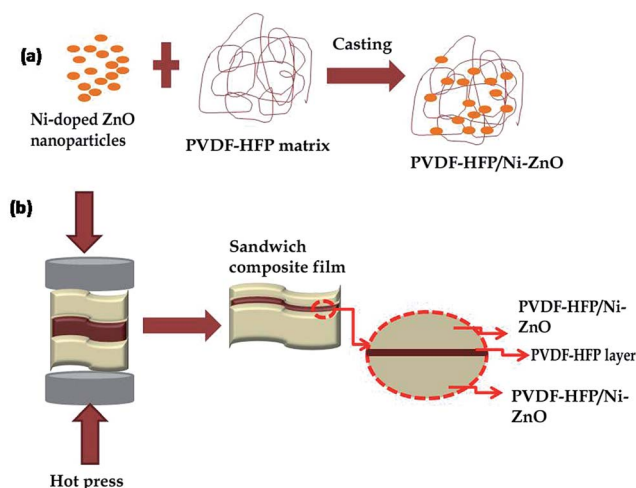 (a)
Ni-doped ZnO
nanoparticles
PVDF-HFP matrix
Casting
PVDF-HFP/Ni-ZnO
(b)
Hot press
Sandwich
composite film
PVDF-HFP/Ni-
ZnO
PVDF-HFP layer
PVDF-HFP/Ni-
ZnO